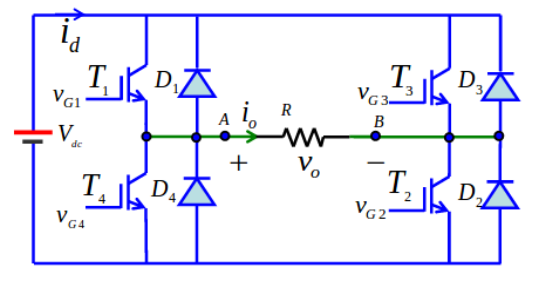 i_d
T_1 D_1
v_G1
T_3 D_3
v_G3
V_dc
A i_o R B
+ v_o −
T_4 D_4
v_G4
T_2 D_2
v_G2